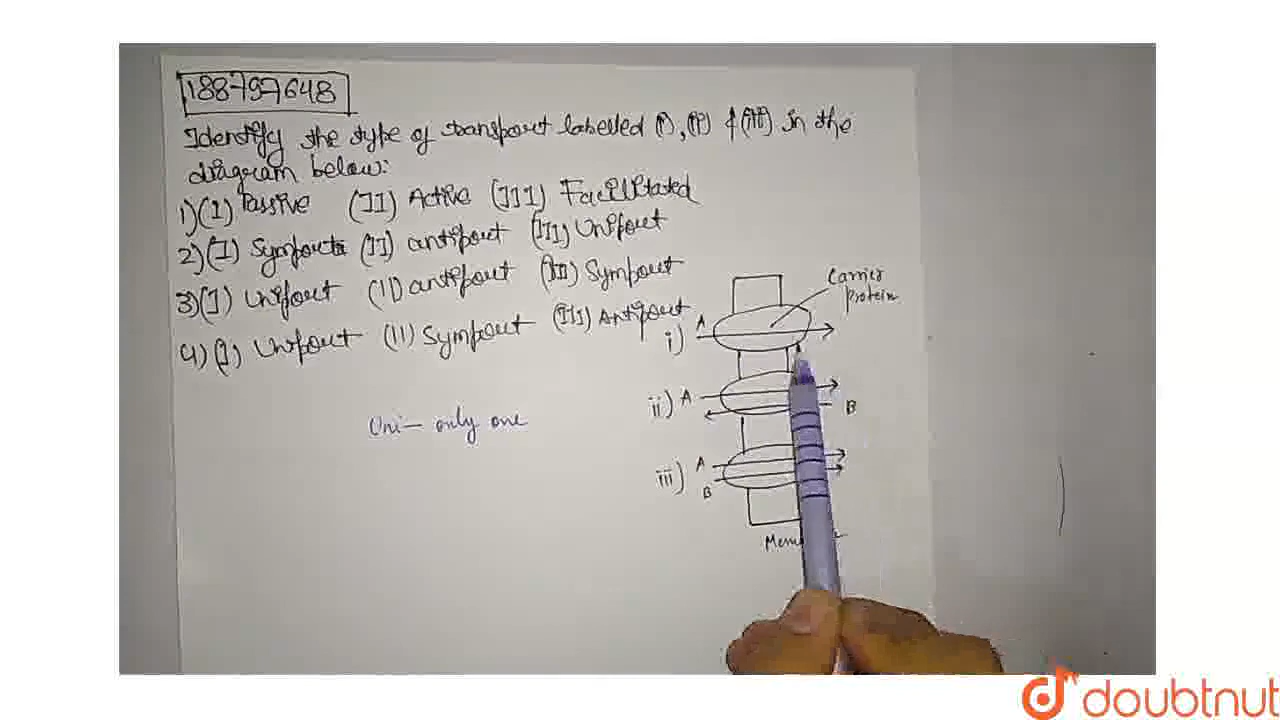 188797648
Identify the type of transport labelled (i), (ii) & (iii) in the
diagram below:
1) (I) Passive (II) Active (III) Facilitated
2) (I) Symport (II) antiport (III) Uniport
3) (I) Uniport (II) antiport (III) Symport
4) (I) Uniport (II) Symport (III) Antiport
Carrier
protein
i) A
ii) A
B
iii) A
B
Uni- only one
doubtnut